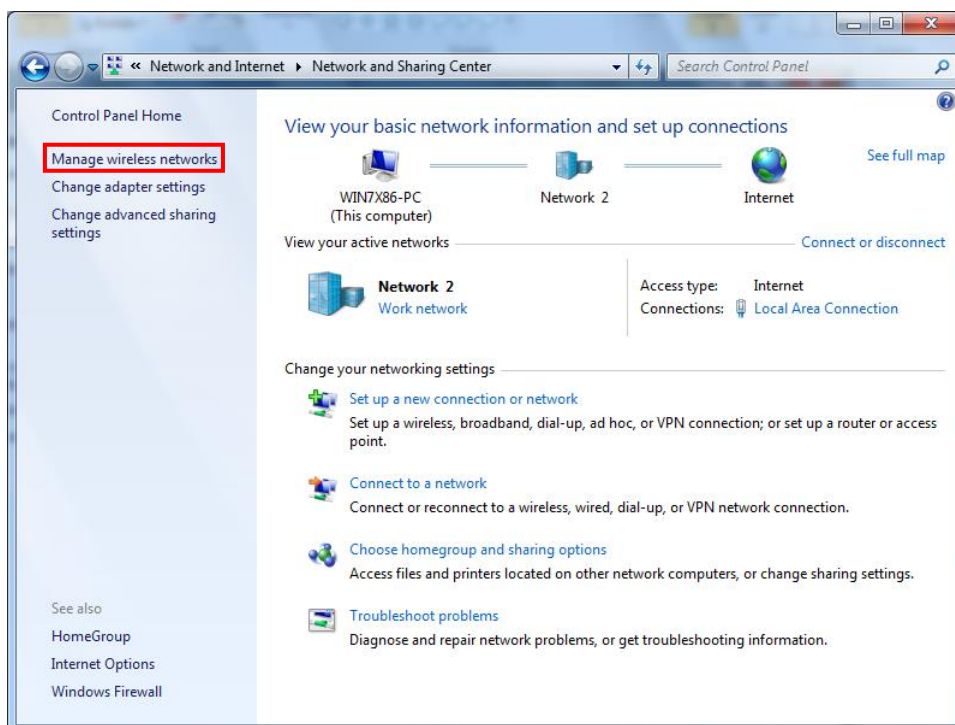 « Network and Internet ▸ Network and Sharing Center
Search Control Panel
Control Panel Home
Manage wireless networks
Change adapter settings
Change advanced sharing
settings
See also
HomeGroup
Internet Options
Windows Firewall
View your basic network information and set up connections
See full map
WIN7X86-PC
(This computer)
Network 2
Internet
View your active networks
Connect or disconnect
Network 2
Work network
Access type: Internet
Connections: Local Area Connection
Change your networking settings
Set up a new connection or network
Set up a wireless, broadband, dial-up, ad hoc, or VPN connection; or set up a router or access
point.
Connect to a network
Connect or reconnect to a wireless, wired, dial-up, or VPN network connection.
Choose homegroup and sharing options
Access files and printers located on other network computers, or change sharing settings.
Troubleshoot problems
Diagnose and repair network problems, or get troubleshooting information.